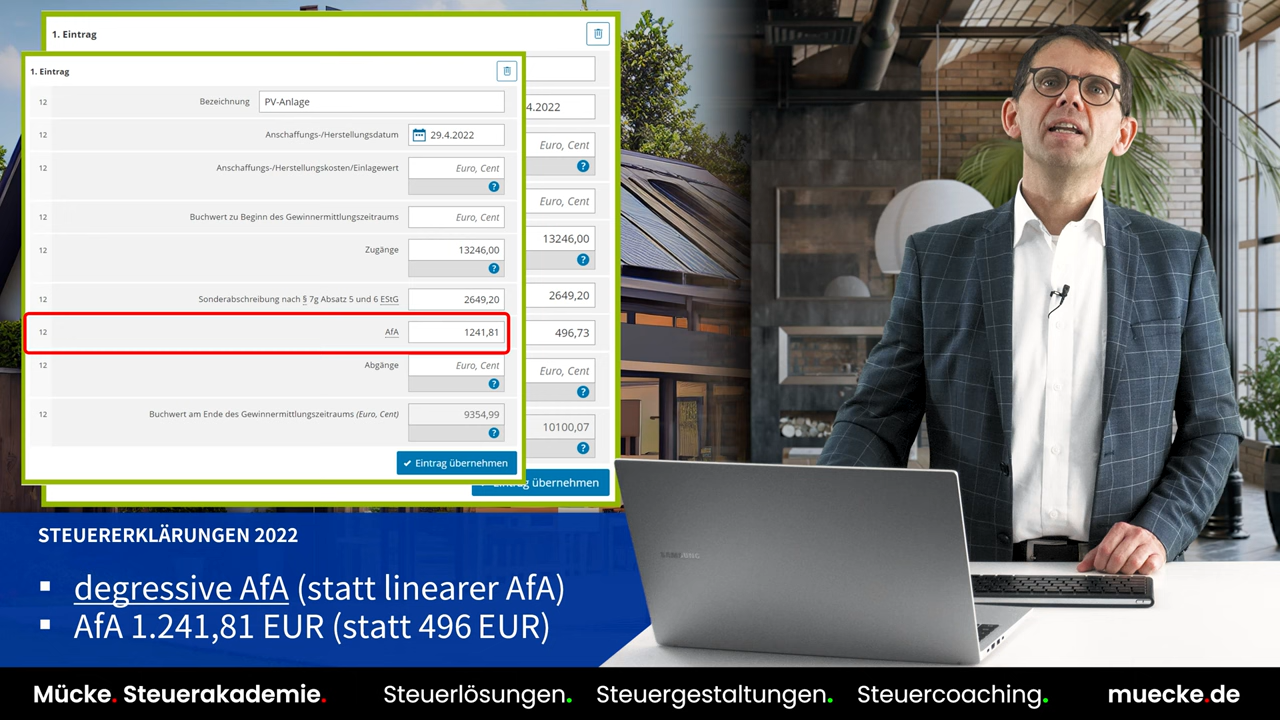 1. Eintrag
1. Eintrag
12 Bezeichnung PV-Anlage
12 Anschaffungs-/Herstellungsdatum 29.4.2022
4.2022
12 Anschaffungs-/Herstellungskosten/Einlagewert Euro, Cent
?
Euro, Cent
?
12 Buchwert zu Beginn des Gewinnermittlungszeitraums Euro, Cent
Euro, Cent
12 Zugänge 13246,00
?
13246,00
?
12 Sonderabschreibung nach § 7g Absatz 5 und 6 EStG 2649,20
2649,20
12 AfA 1241,81
496,73
12 Abgänge Euro, Cent
?
Euro, Cent
?
12 Buchwert am Ende des Gewinnermittlungszeitraums (Euro, Cent) 9354,99
?
10100,07
?
Eintrag übernehmen
Eintrag übernehmen
STEUERERKLÄRUNGEN 2022
▪ degressive AfA (statt linearer AfA)
▪ AfA 1.241,81 EUR (statt 496 EUR)
SAMSUNG
Mücke. Steuerakademie. Steuerlösungen. Steuergestaltungen. Steuercoaching. muecke.de